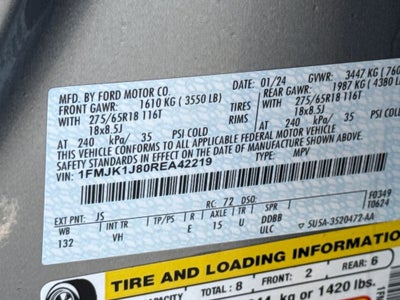 MFD. BY FORD MOTOR CO.
DATE: 01/24 GVWR: 3447 KG
FRONT GAWR: 1610 KG (3550 LB) REAR GAWR: 1987 KG
WITH 275/65R18 116T TIRES WITH 275/65R18 116T
18x8.5J RIMS 18x8.5J
AT 240 kPa/ 35 PSI COLD AT 240 kPa/ 35 PSI COLD
THIS VEHICLE CONFORMS TO ALL APPLICABLE FEDERAL MOTOR VEHICLE
SAFETY STANDARDS IN EFFECT ON THE DATE OF MANUFACTURE SHOWN ABOVE.
VIN: 1FMJK1J80REA42219
TYPE: MPV
EXT PNT: JS RC: 72 DSO: F0349
WB INT TR TP/PS R AXLE TR SPR T0624
132 VH E 15 U DDBB
ULC 5U5A-3520472-AA
TIRE AND LOADING INFORMATION
TOTAL : 8 FRONT: 2 REAR: 6
kg or 1420 lbs.